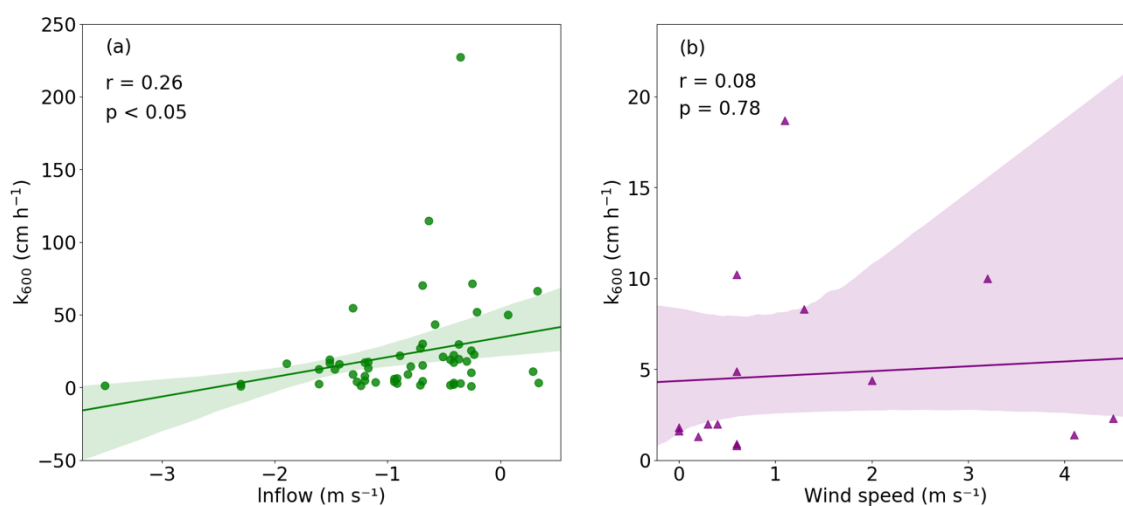 (a)
r = 0.26
p < 0.05
250
200
150
100
50
0
−50
k₆₀₀ (cm h⁻¹)
−3
−2
−1
0
Inflow (m s⁻¹)
(b)
r = 0.08
p = 0.78
20
15
10
5
0
k₆₀₀ (cm h⁻¹)
0
1
2
3
4
Wind speed (m s⁻¹)